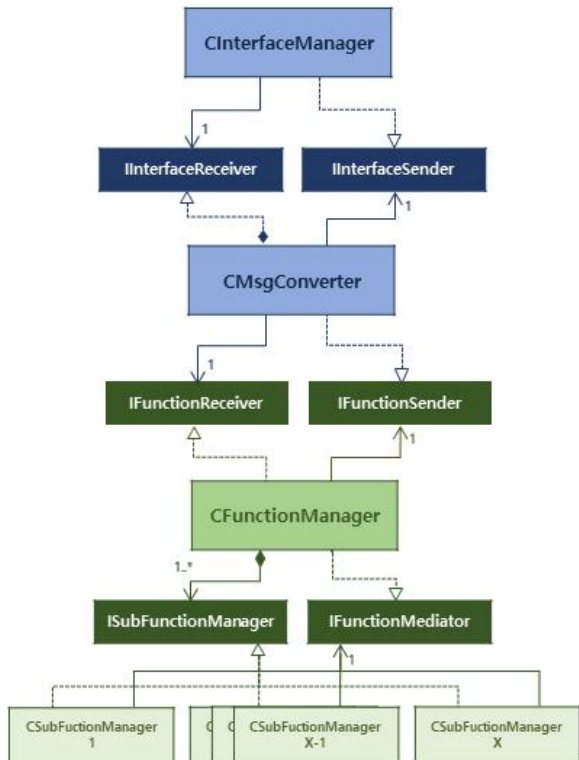 CInterfaceManager
1
IInterfaceReceiver
IInterfaceSender
1
CMsgConverter
1
IFunctionReceiver
IFunctionSender
1
CFunctionManager
1..*
ISubFunctionManager
IFunctionMediator
1
CSubFuctionManager
1
C
C
CSubFuctionManager
X-1
CSubFuctionManager
X